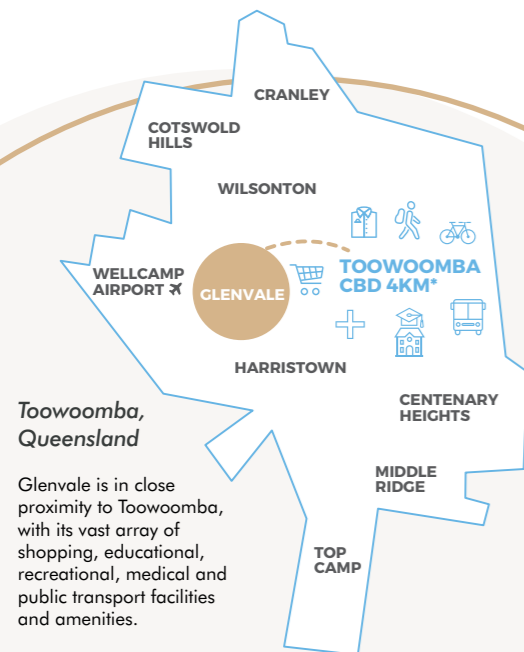 CRANLEY
COTSWOLD
HILLS
WILSONTON
WELLCAMP
AIRPORT
GLENVALE
TOOWOOMBA
CBD 4KM*
HARRISTOWN
CENTENARY
HEIGHTS
MIDDLE
RIDGE
TOP
CAMP
Toowoomba,
Queensland
Glenvale is in close
proximity to Toowoomba,
with its vast array of
shopping, educational,
recreational, medical and
public transport facilities
and amenities.